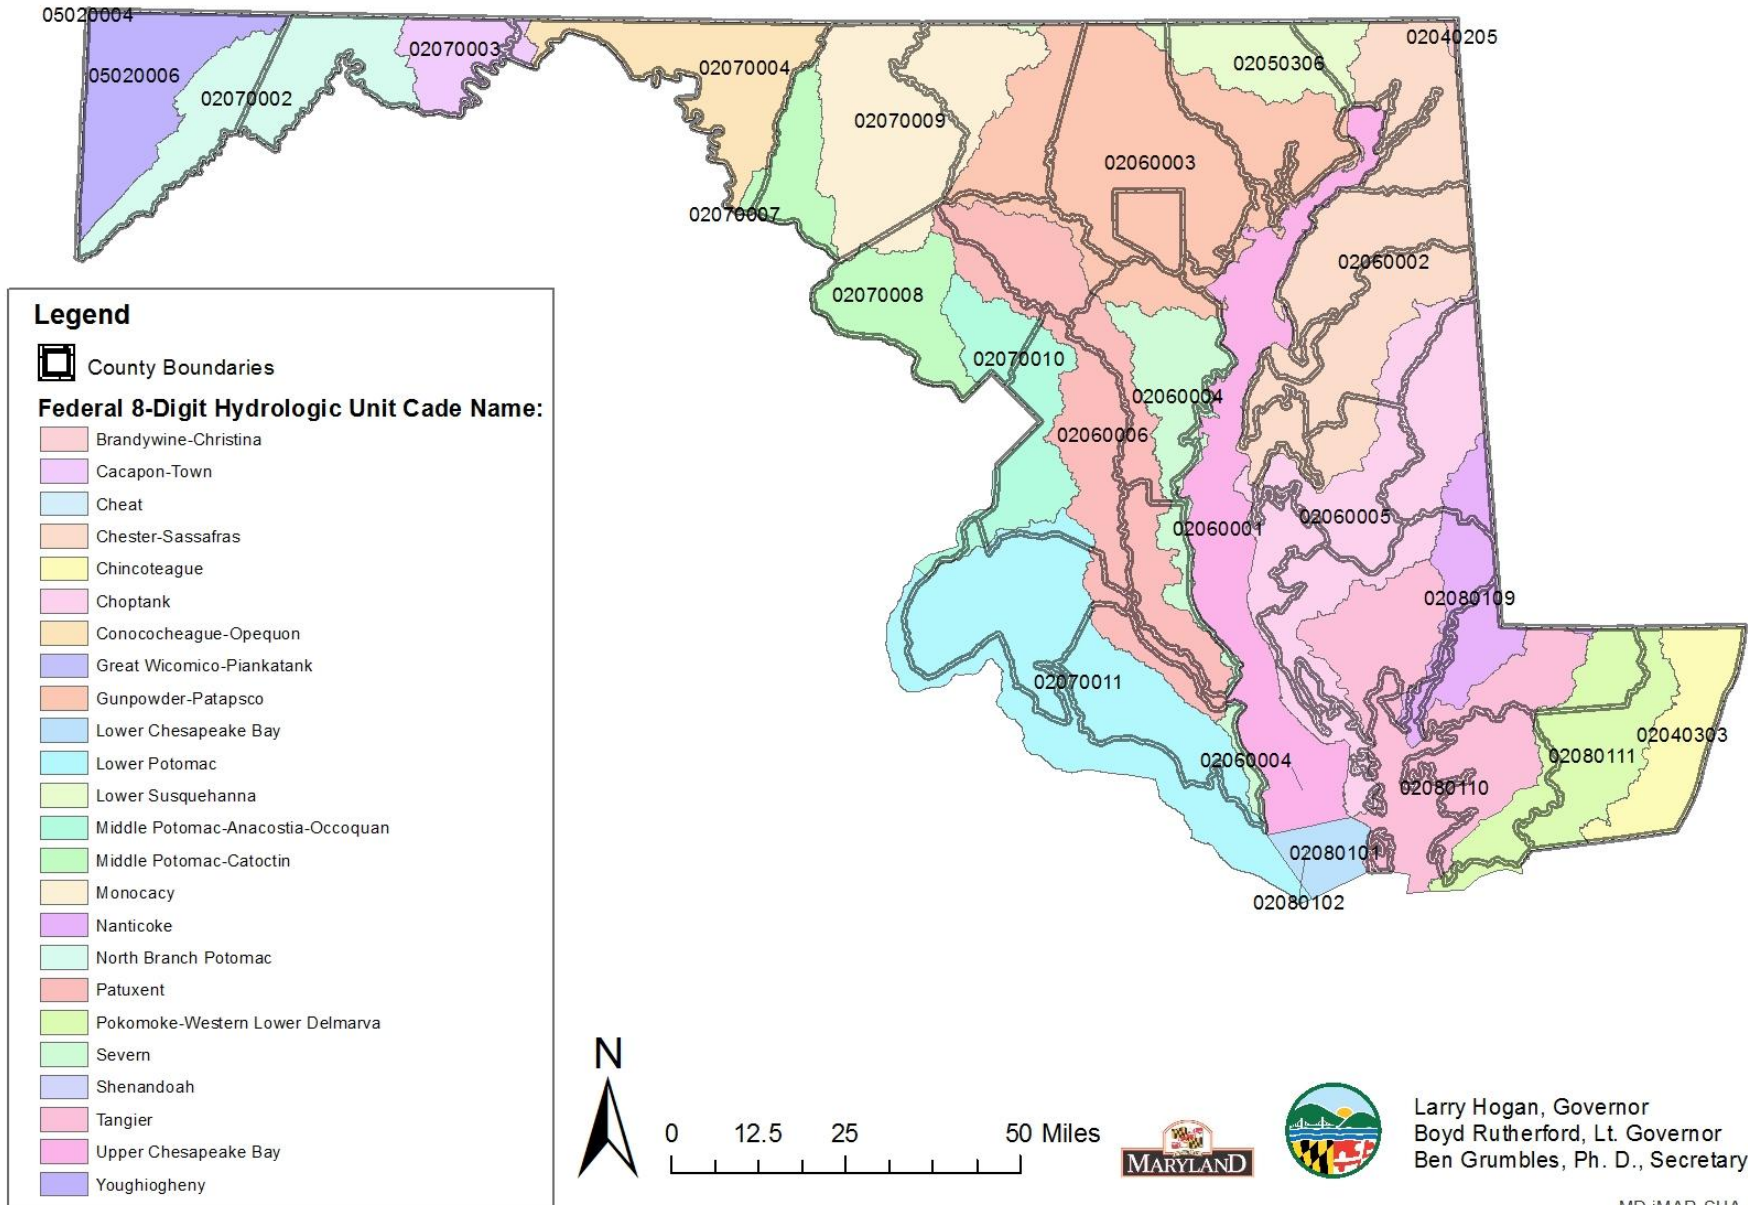 05020004
02040205
02070003
05020006
02070004
02050306
02070002
02070009
02060003
02070007
02060002
02070008
02070010
02060004
02060006
02060005
02060001
02080109
02070011
02040303
02080111
02060004
02080110
02080101
02080102
Legend
County Boundaries
Federal 8-Digit Hydrologic Unit Cade Name:
Brandywine-Christina
Cacapon-Town
Cheat
Chester-Sassafras
Chincoteague
Choptank
Conococheague-Opequon
Great Wicomico-Piankatank
Gunpowder-Patapsco
Lower Chesapeake Bay
Lower Potomac
Lower Susquehanna
Middle Potomac-Anacostia-Occoquan
Middle Potomac-Catoctin
Monocacy
Nanticoke
North Branch Potomac
Patuxent
Pokomoke-Western Lower Delmarva
Severn
Shenandoah
Tangier
Upper Chesapeake Bay
Youghiogheny
N
0 12.5 25 50 Miles
MARYLAND
Larry Hogan, Governor
Boyd Rutherford, Lt. Governor
Ben Grumbles, Ph. D., Secretary